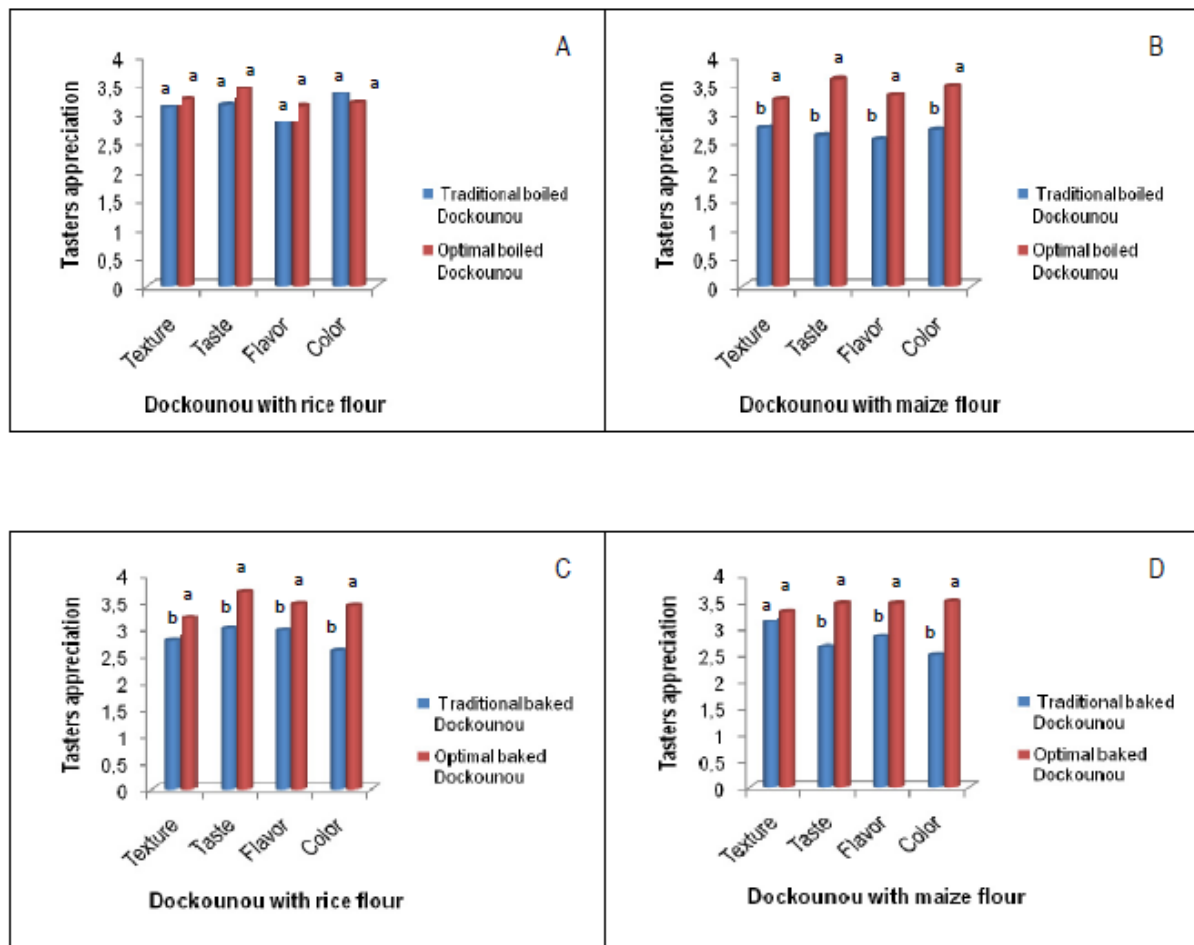 A
4
3,5
3
2,5
2
1,5
1
0,5
0
Tasters appreciation
a a a a a a a a
Texture Taste Flavor Color
Traditional boiled
Dockounou
Optimal boiled
Dockounou
Dockounou with rice flour
B
4
3,5
3
2,5
2
1,5
1
0,5
0
Tasters appreciation
b a b a b a b a
Texture Taste Flavor Color
Traditional boiled
Dockounou
Optimal boiled
Dockounou
Dockounou with maize flour
C
4
3,5
3
2,5
2
1,5
1
0,5
0
Tasters appreciation
b a b a b a b a
Texture Taste Flavor Color
Traditional baked
Dockounou
Optimal baked
Dockounou
Dockounou with rice flour
D
4
3,5
3
2,5
2
1,5
1
0,5
0
Tasters appreciation
a a b a b a b a
Texture Taste Flavor Color
Traditional baked
Dockounou
Optimal baked
Dockounou
Dockounou with maize flour